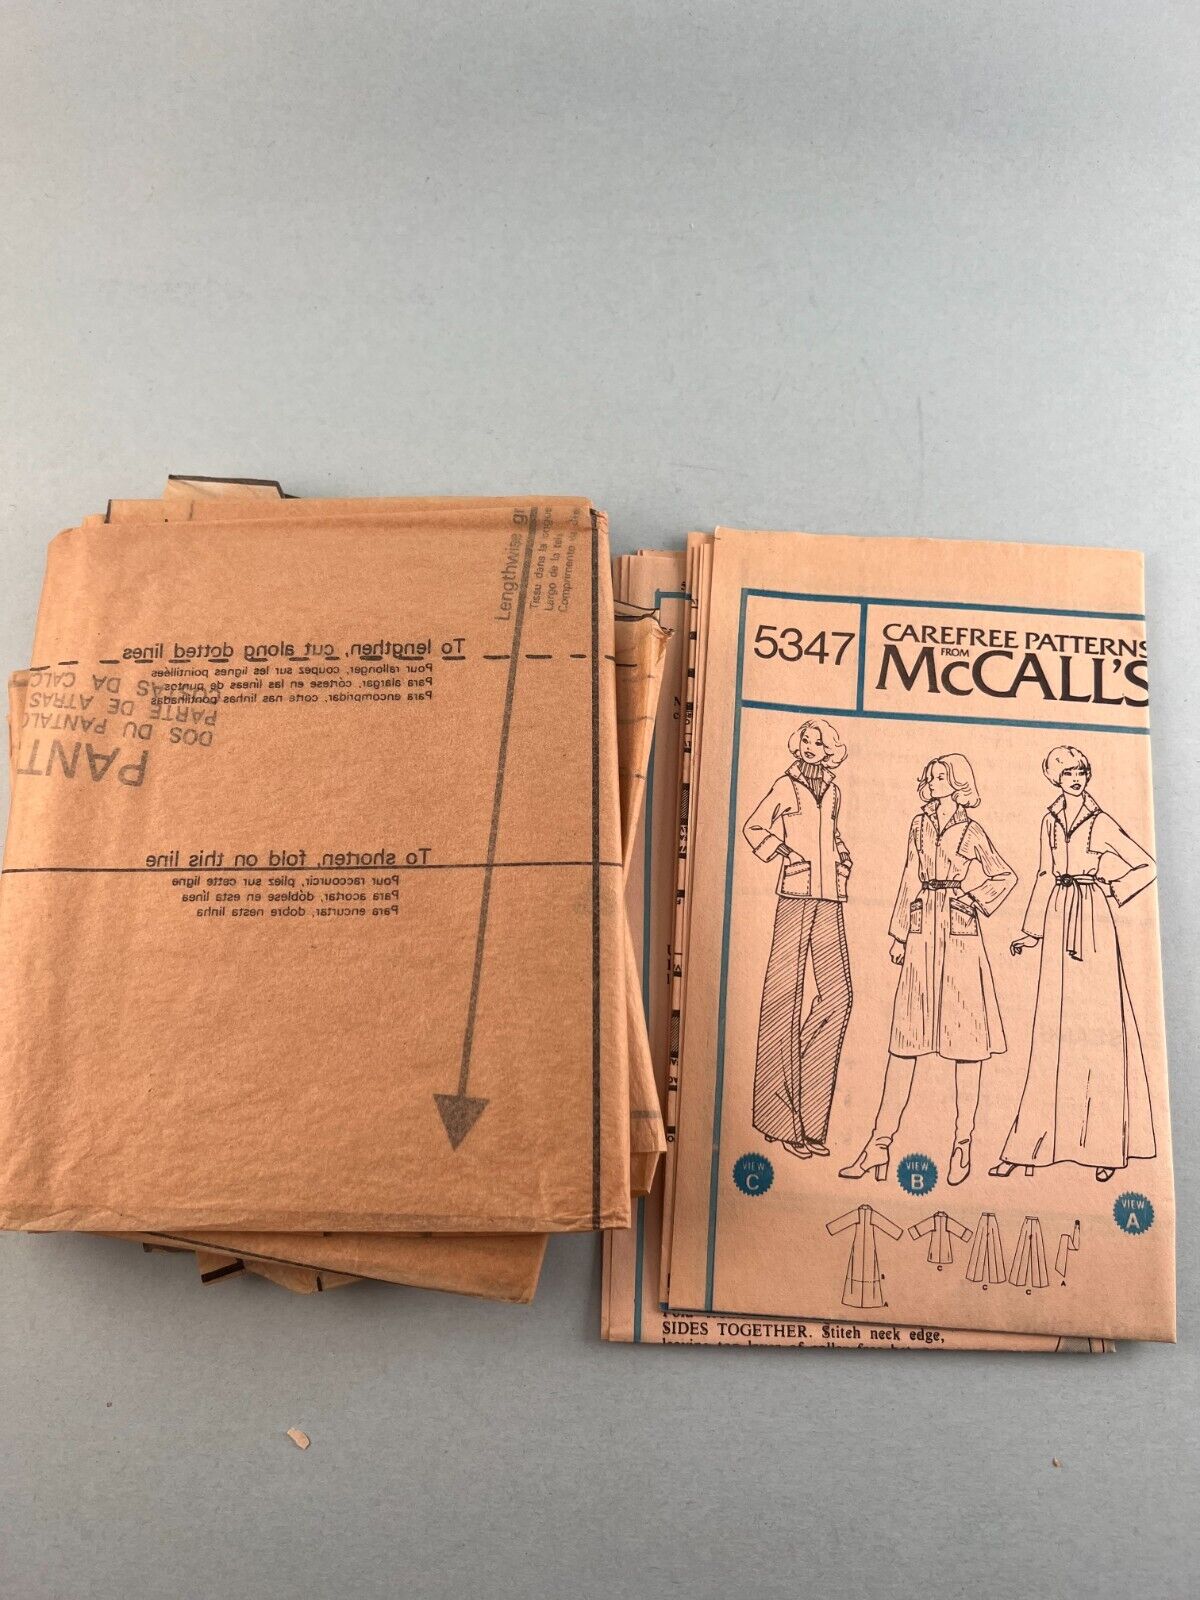 Lengthwise gr
Tissu dans la longue
Largo de la tel
Comprimento
To lengthen, cut along dotted lines
Pour rallonger, coupez sur les lignes pointillées
Para alargar, córtese en las líneas de puntos
Para encompridar, corte nas linhas pontilhadas
PANT
DOS DU PANTALO
PARTE DE ATRAS
DA CALÇ
To shorten, fold on this line
Pour raccourcir, pliez sur cette ligne
Para acortar, dóblese en esta línea
Para encurtar, dobre nesta linha
5347
CAREFREE PATTERNS
FROM
McCALL'S
VIEW
C
VIEW
B
VIEW
A
B
A
C
C
C
A
SIDES TOGETHER. Stitch neck edge,